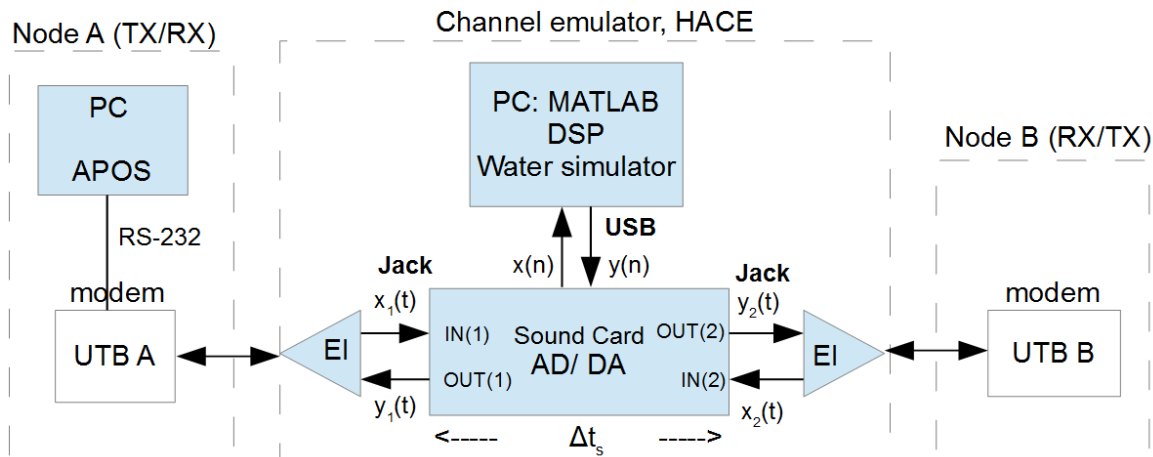 Node A (TX/RX)
Channel emulator, HACE
PC
APOS
RS-232
modem
UTB A
PC: MATLAB
DSP
Water simulator
USB
x(n)
y(n)
Jack
x₁(t)
EI
y₁(t)
IN(1)
OUT(1)
Sound Card
AD/ DA
OUT(2)
IN(2)
Jack
y₂(t)
EI
x₂(t)
<----- Δtₛ ----->
Node B (RX/TX)
modem
UTB B